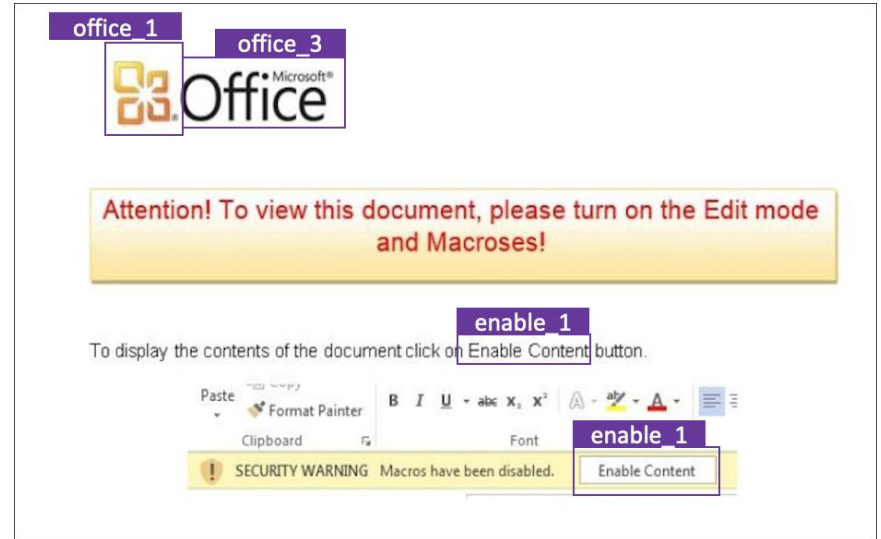 office_1
office_3
Microsoft®
Office
Attention! To view this document, please turn on the Edit mode
and Macroses!
enable_1
To display the contents of the document click on Enable Content button.
Paste
Copy
Format Painter
B I U abc X₂ X² A aby A
Clipboard
Font
enable_1
! SECURITY WARNING Macros have been disabled. Enable Content